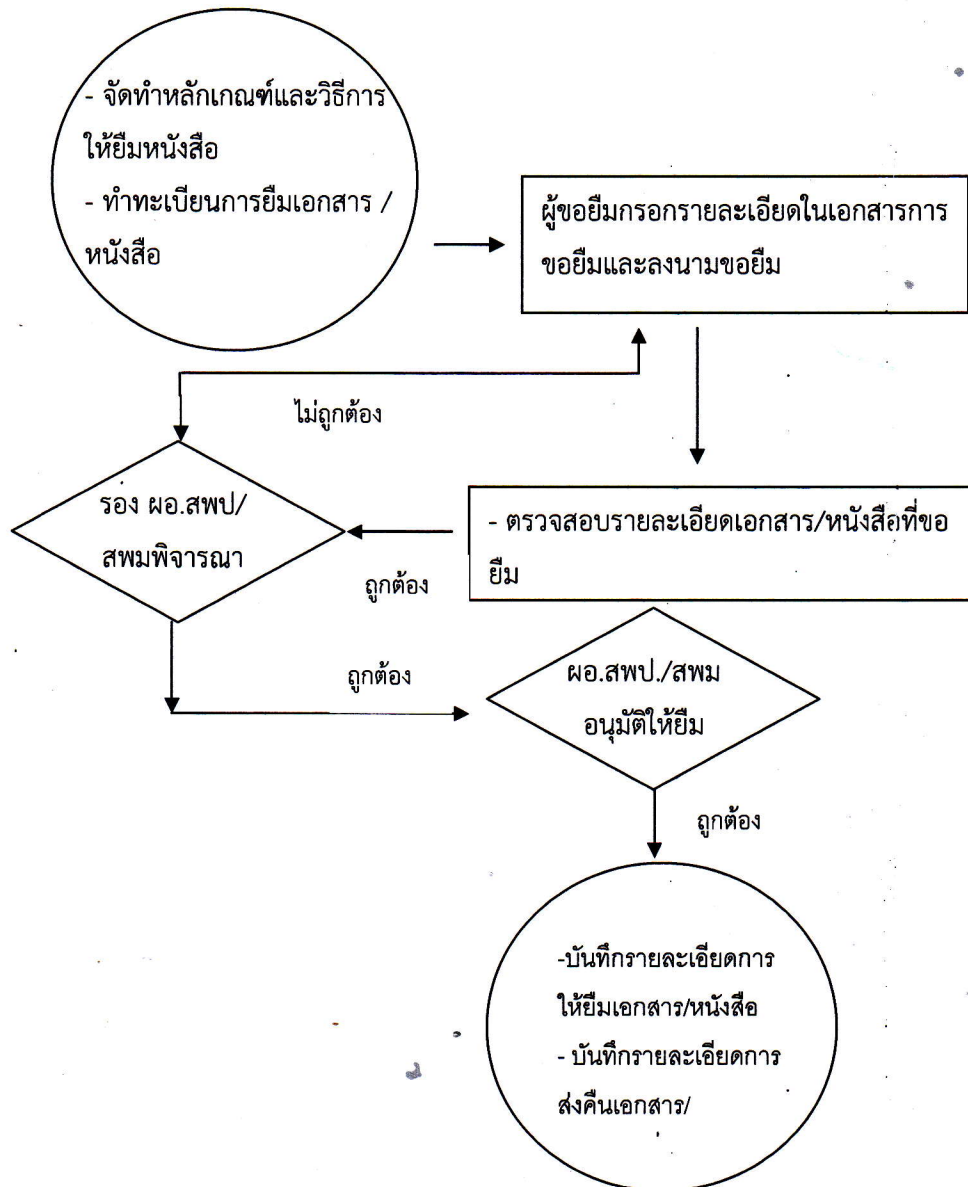 - จัดทำหลักเกณฑ์และวิธีการ
ให้ยืมหนังสือ
- ทำทะเบียนการยืมเอกสาร /
หนังสือ
ผู้ขอยืมกรอกรายละเอียดในเอกสารการ
ขอยืมและลงนามขอยืม
ไม่ถูกต้อง
รอง ผอ.สพป/
สพมพิจารณา
- ตรวจสอบรายละเอียดเอกสาร/หนังสือที่ขอ
ยืม
ถูกต้อง
ถูกต้อง
ผอ.สพป./สพม
อนุมัติให้ยืม
ถูกต้อง
-บันทึกรายละเอียดการ
ให้ยืมเอกสาร/หนังสือ
- บันทึกรายละเอียดการ
ส่งคืนเอกสาร/